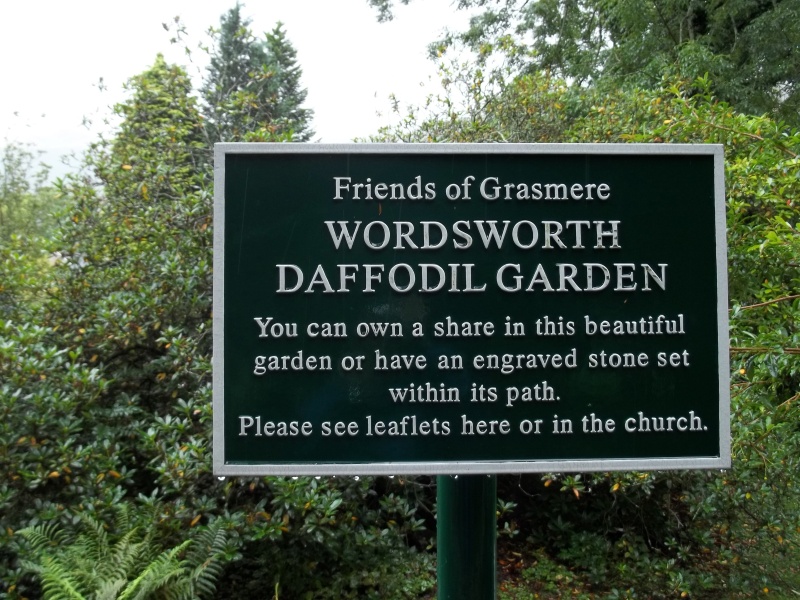 Friends of Grasmere
WORDSWORTH
DAFFODIL GARDEN
You can own a share in this beautiful
garden or have an engraved stone set
within its path.
Please see leaflets here or in the church.